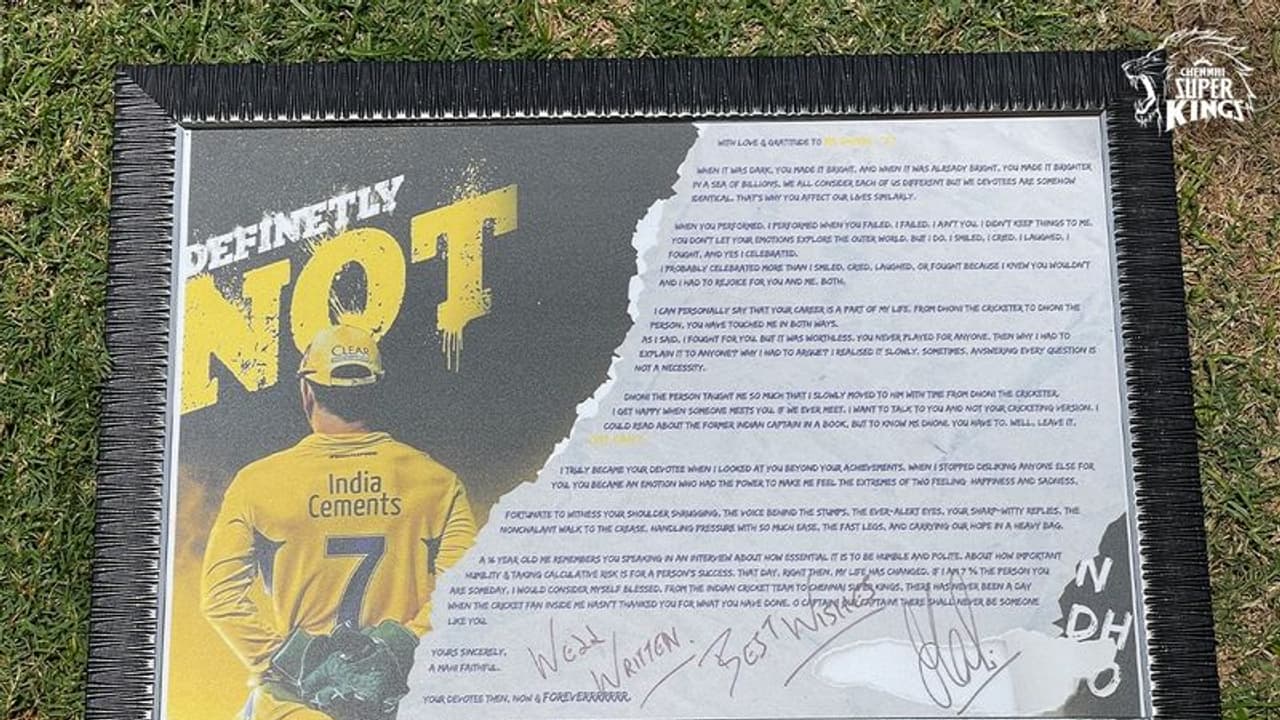 CHENNAI
SUPER
KINGS
DEFINETLY
NOT
CLEAR
India
Cements
7
WITH LOVE & GRATITUDE TO
WHEN IT WAS DARK, YOU MADE IT BRIGHT. AND WHEN IT WAS ALREADY BRIGHT, YOU MADE IT BRIGHTER
IN A SEA OF BILLIONS, WE ALL CONSIDER EACH OF US DIFFERENT BUT WE DEVOTEES ARE SOMEHOW
IDENTICAL. THAT'S WHY YOU AFFECT OUR LIVES SIMILARLY.
WHEN YOU PERFORMED, I PERFORMED WHEN YOU FAILED, I FAILED. I AIN'T YOU. I DIDN'T KEEP THINGS TO ME.
YOU DON'T LET YOUR EMOTIONS EXPLORE THE OUTER WORLD. BUT I DO. I SMILED, I CRIED. I LAUGHED, I
FOUGHT, AND YES I CELEBRATED.
I PROBABLY CELEBRATED MORE THAN I SMILED, CRIED, LAUGHED, OR FOUGHT BECAUSE I KNEW YOU WOULDN'T
AND I HAD TO REJOICE FOR YOU AND ME. BOTH.
I CAN PERSONALLY SAY THAT YOUR CAREER IS A PART OF MY LIFE. FROM DHONI THE CRICKETER TO DHONI THE
PERSON, YOU HAVE TOUCHED ME IN BOTH WAYS.
AS I SAID, I FOUGHT FOR YOU. BUT IT WAS WORTHLESS. YOU NEVER PLAYED FOR ANYONE. THEN WHY I HAD TO
EXPLAIN IT TO ANYONE? WHY I HAD TO ARGUE? I REALISED IT SLOWLY. SOMETIMES, ANSWERING EVERY QUESTION IS
NOT A NECESSITY.
DHONI THE PERSON TAUGHT ME SO MUCH THAT I SLOWLY MOVED TO HIM WITH TIME FROM DHONI THE CRICKETER.
I GET HAPPY WHEN SOMEONE MEETS YOU. IF WE EVER MEET, I WANT TO TALK TO YOU AND NOT YOUR CRICKETING VERSION. I
COULD READ ABOUT THE FORMER INDIAN CAPTAIN IN A BOOK, BUT TO KNOW MS DHONI, YOU HAVE TO. WELL, LEAVE IT.
I TRULY BECAME YOUR DEVOTEE WHEN I LOOKED AT YOU BEYOND YOUR ACHIEVEMENTS. WHEN I STOPPED DISLIKING ANYONE ELSE FOR
YOU. YOU BECAME AN EMOTION WHO HAD THE POWER TO MAKE ME FEEL THE EXTREMES OF TWO FEELING HAPPINESS AND SADNESS.
FORTUNATE TO WITNESS YOUR SHOULDER SHRUGGING, THE VOICE BEHIND THE STUMPS, THE EVER-ALERT EYES, YOUR SHARP-WITTY REPLIES, THE
NONCHALANT WALK TO THE CREASE, HANDLING PRESSURE WITH SO MUCH EASE, THE FAST LEGS, AND CARRYING OUR HOPE IN A HEAVY BAG.
A 16 YEAR OLD ME REMEMBERS YOU SPEAKING IN AN INTERVIEW ABOUT HOW ESSENTIAL IT IS TO BE HUMBLE AND POLITE. ABOUT HOW IMPORTANT
HUMILITY & TAKING CALCULATIVE RISK IS FOR A PERSON'S SUCCESS. THAT DAY, RIGHT THEN, MY LIFE HAS CHANGED. IF I AM 7 % THE PERSON YOU
ARE SOMEDAY, I WOULD CONSIDER MYSELF BLESSED. FROM THE INDIAN CRICKET TEAM TO CHENNAI SUPER KINGS, THERE HAS NEVER BEEN A DAY
WHEN THE CRICKET FAN INSIDE ME HASN'T THANKED YOU FOR WHAT YOU HAVE DONE. O CAPTAIN MY CAPTAIN THERE SHALL NEVER BE SOMEONE
LIKE YOU.
YOURS SINCERELY,
A MAHI FAITHFUL.
YOUR DEVOTEE THEN, NOW & FOREVERRRRRRR.
WELL
WRITTEN.
BEST WISHES
N
DH
O